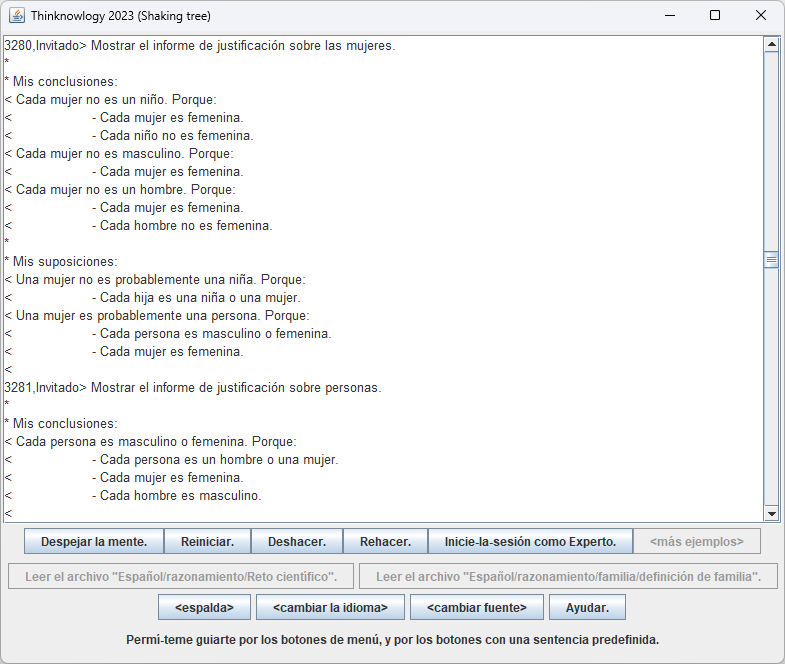 Thinknowlogy 2023 (Shaking tree)
3280,Invitado> Mostrar el informe de justificación sobre las mujeres.
*
* Mis conclusiones:
< Cada mujer no es un niño. Porque:
< - Cada mujer es femenina.
< - Cada niño no es femenina.
< Cada mujer no es masculino. Porque:
< - Cada mujer es femenina.
< Cada mujer no es un hombre. Porque:
< - Cada mujer es femenina.
< - Cada hombre no es femenina.
*
* Mis suposiciones:
< Una mujer no es probablemente una niña. Porque:
< - Cada hija es una niña o una mujer.
< Una mujer es probablemente una persona. Porque:
< - Cada persona es masculino o femenina.
< - Cada mujer es femenina.
<
3281,Invitado> Mostrar el informe de justificación sobre personas.
*
* Mis conclusiones:
< Cada persona es masculino o femenina. Porque:
< - Cada persona es un hombre o una mujer.
< - Cada mujer es femenina.
< - Cada hombre es masculino.
<
Despejar la mente. Reiniciar. Deshacer. Rehacer. Inicie-la-sesión como Experto. <más ejemplos>
Leer el archivo "Español/razonamiento/Reto científico". Leer el archivo "Español/razonamiento/familia/definición de familia".
<espalda> <cambiar la idioma> <cambiar fuente> Ayudar.
Permí-teme guiarte por los botones de menú, y por los botones con una sentencia predefinida.